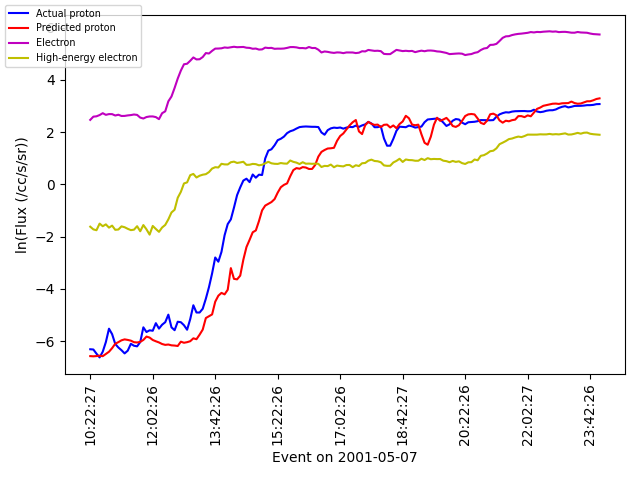 Actual proton
Predicted proton
Electron
High-energy electron
4
2
0
−2
−4
−6
ln(Flux (/cc/s/sr))
10:22:27
12:02:26
13:42:26
15:22:26
17:02:26
18:42:27
20:22:26
22:02:27
23:42:26
Event on 2001-05-07